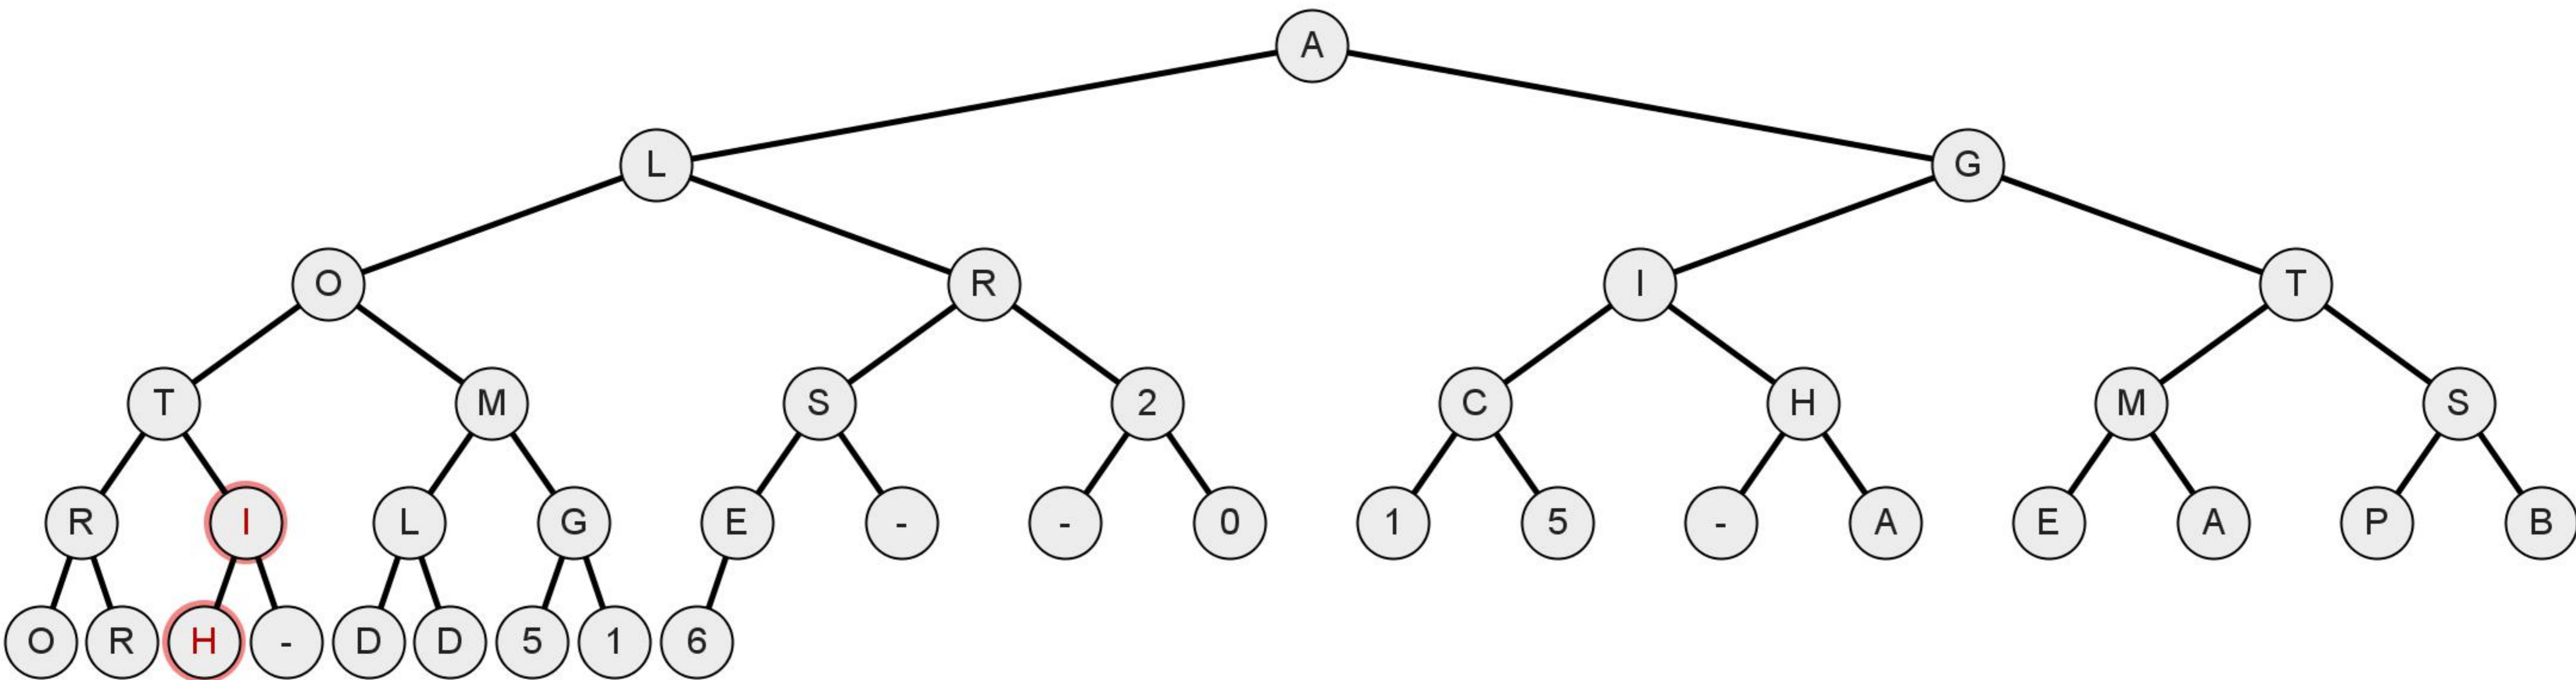 A
L G
O R I T
T M S 2 C H M S
R I L G E - - 0 1 5 - A E A P B
O R H - D D 5 1 6